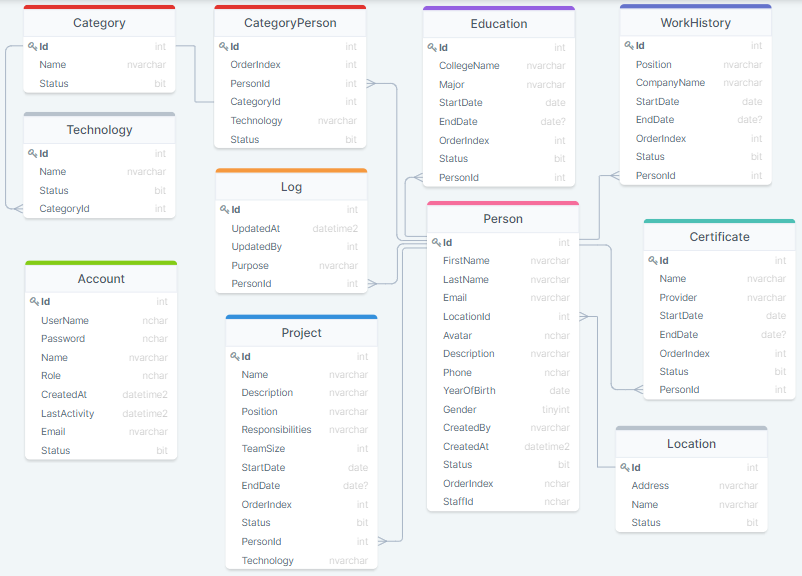 Category
Id int
Name nvarchar
Status bit
Technology
Id int
Name nvarchar
Status bit
CategoryId int
Account
Id int
UserName nchar
Password nchar
Name nvarchar
Role nchar
CreatedAt datetime2
LastActivity datetime2
Email nvarchar
Status bit
CategoryPerson
Id int
OrderIndex int
PersonId int
CategoryId int
Technology nvarchar
Status bit
Log
Id int
UpdatedAt datetime2
UpdatedBy int
Purpose nvarchar
PersonId int
Project
Id int
Name nvarchar
Description nvarchar
Position nvarchar
Responsibilities nvarchar
TeamSize int
StartDate date
EndDate date?
OrderIndex int
Status bit
PersonId int
Technology nvarchar
Education
Id int
CollegeName nvarchar
Major nvarchar
StartDate date
EndDate date?
OrderIndex int
Status bit
PersonId int
Person
Id int
FirstName nvarchar
LastName nvarchar
Email nvarchar
LocationId int
Avatar nchar
Description nvarchar
Phone nchar
YearOfBirth date
Gender tinyint
CreatedBy nvarchar
CreatedAt datetime2
Status bit
OrderIndex nchar
StaffId nchar
WorkHistory
Id int
Position nvarchar
CompanyName nvarchar
StartDate date
EndDate date?
OrderIndex int
Status bit
PersonId int
Certificate
Id int
Name nvarchar
Provider nvarchar
StartDate date
EndDate date?
OrderIndex int
Status bit
PersonId int
Location
Id int
Address nvarchar
Name nvarchar
Status bit